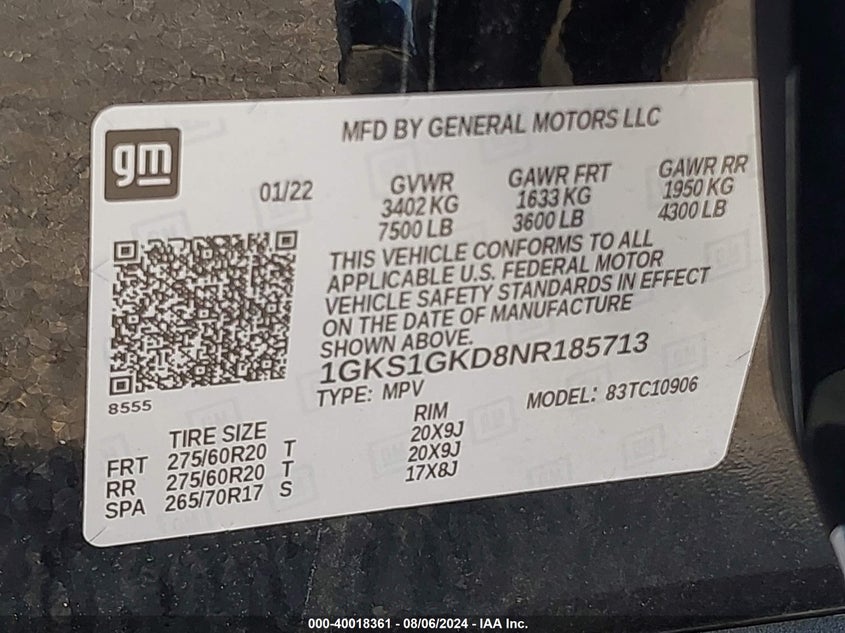 MFD BY GENERAL MOTORS LLC
gm
01/22
GVWR
3402 KG
7500 LB
GAWR FRT
1633 KG
3600 LB
GAWR RR
1950 KG
4300 LB
THIS VEHICLE CONFORMS TO ALL
APPLICABLE U.S. FEDERAL MOTOR
VEHICLE SAFETY STANDARDS IN EFFECT
ON THE DATE OF MANUFACTURE
SHOWN ABOVE.
1GKS1GKD8NR185713
TYPE: MPV
MODEL: 83TC10906
8555
TIRE SIZE RIM
FRT 275/60R20 T 20X9J
RR 275/60R20 T 20X9J
SPA 265/70R17 S 17X8J
000-40018361 - 08/06/2024 - IAA Inc.